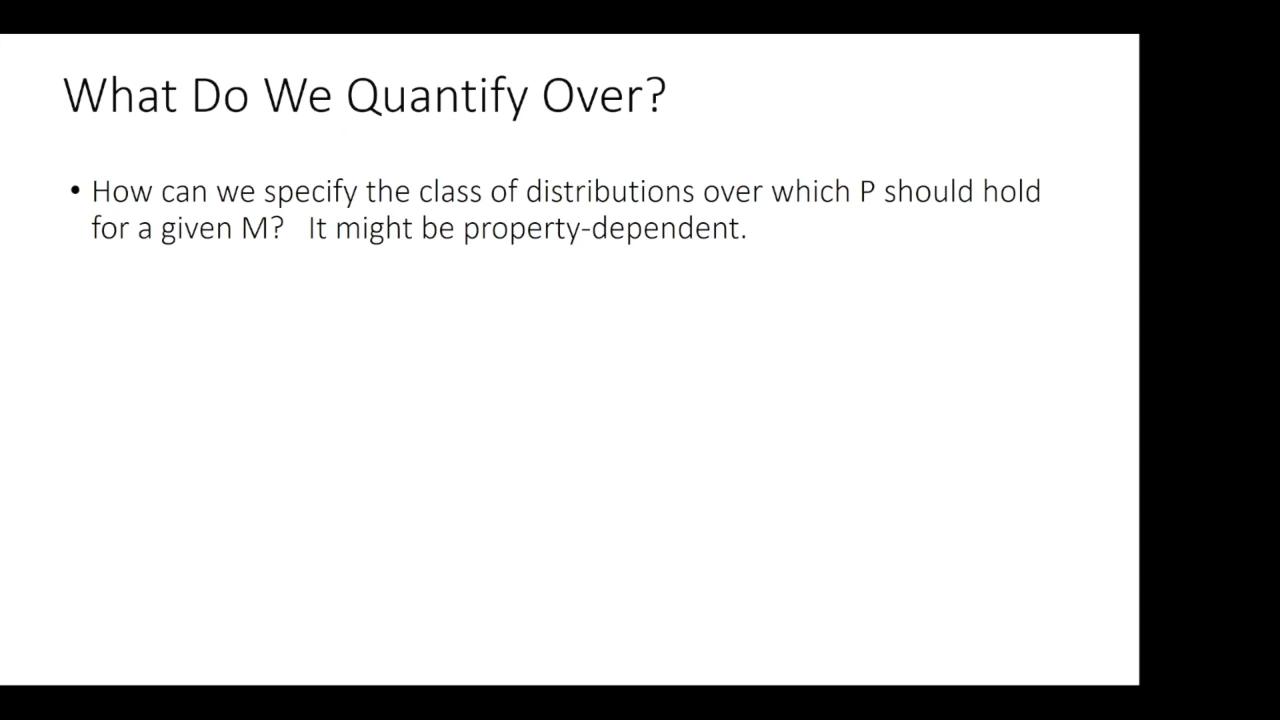 What Do We Quantify Over?
• How can we specify the class of distributions over which P should hold
for a given M?   It might be property-dependent.